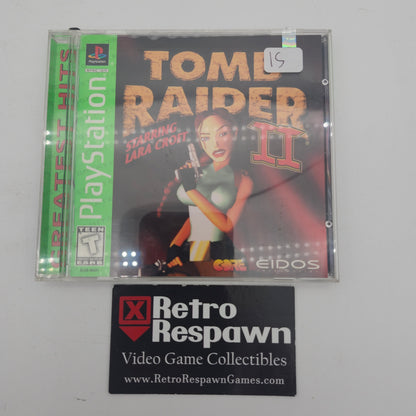 GREATEST HITS
PlayStation
PlayStation
TEEN
T
TOMB
RAIDER
II
STARRING
LARA CROFT
15
CORE
EIDOS
X Retro
Respawn
Video Game Collectibles
www.RetroRespawnGames.com